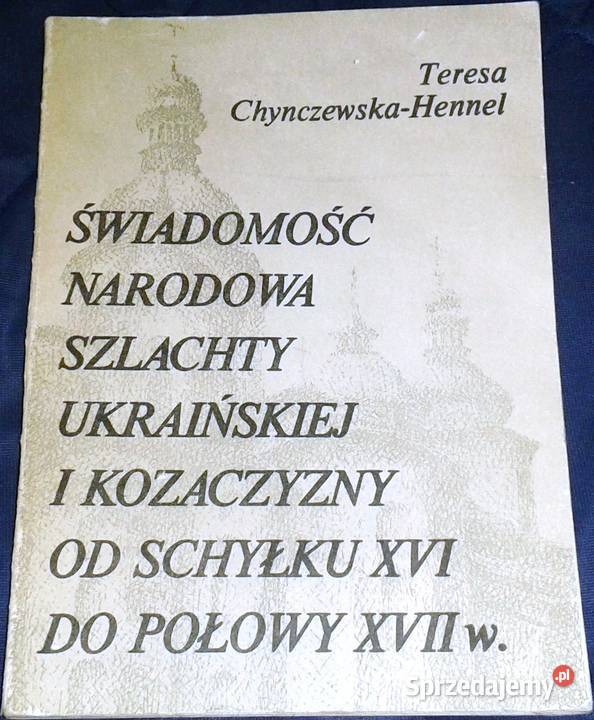 Teresa
Chynczewska-Hennel
ŚWIADOMOŚĆ
NARODOWA
SZLACHTY
UKRAIŃSKIEJ
I KOZACZYZNY
OD SCHYŁKU XVI
DO POŁOWY XVII w.
Sprzedajemy.pl